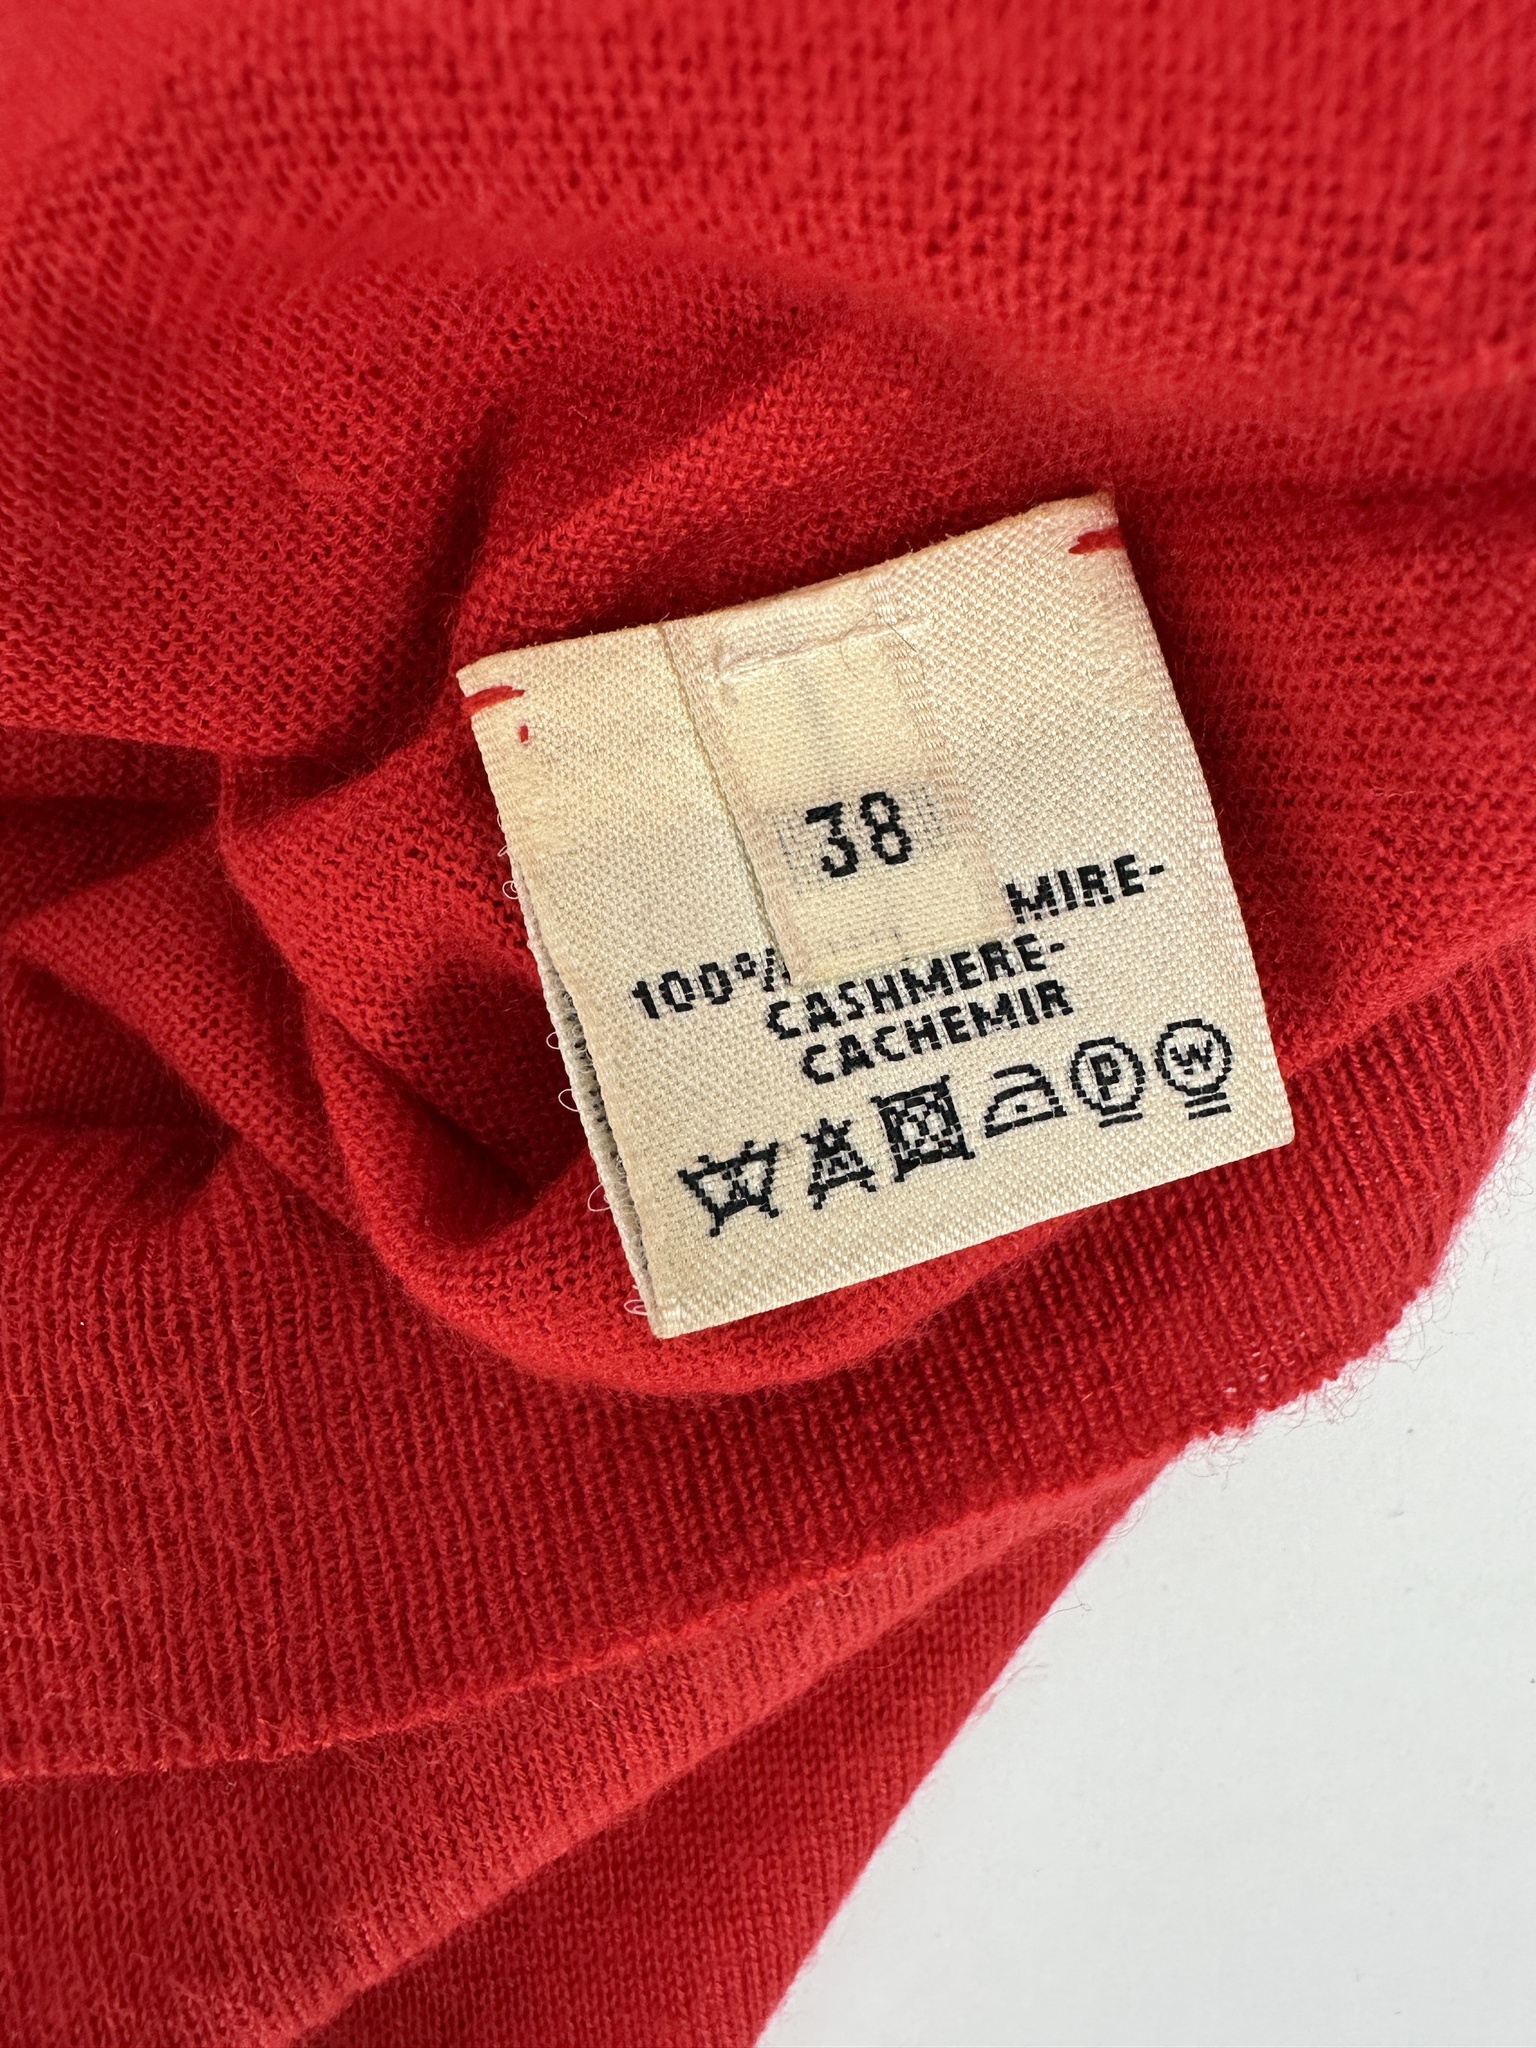 38
MIRE-
100%
CASHMERE-
CACHEMIR
P W